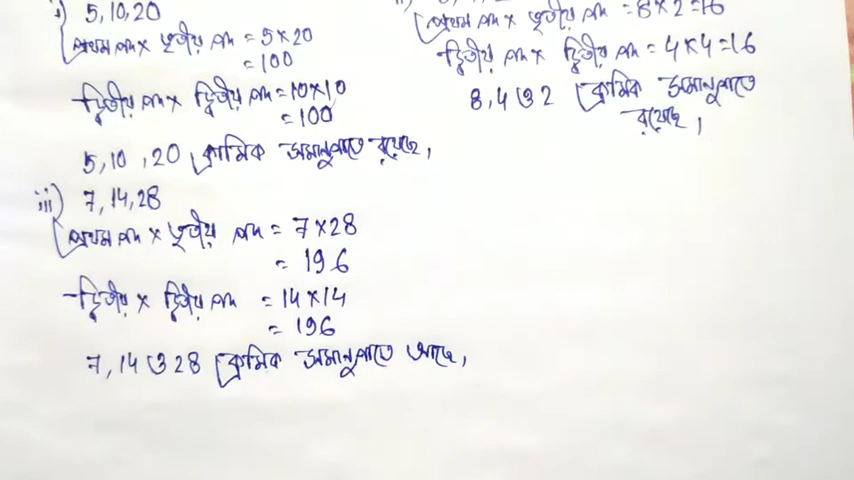 i) 5, 10, 20
প্রথম পদ × তৃতীয় পদ = 5×20
= 100
দ্বিতীয় পদ × দ্বিতীয় পদ = 10×10
= 100
5, 10, 20 ক্রমিক সমানুপাতে রয়েছে।
iii) 7, 14, 28
প্রথম পদ × তৃতীয় পদ = 7×28
= 196
দ্বিতীয় × দ্বিতীয় পদ = 14×14
= 196
7, 14 ও 28 ক্রমিক সমানুপাতে আছে।
প্রথম পদ × তৃতীয় পদ = 8×2=16
দ্বিতীয় পদ × দ্বিতীয় পদ = 4×4=16
8, 4 ও 2 ক্রমিক সমানুপাতে
রয়েছে।